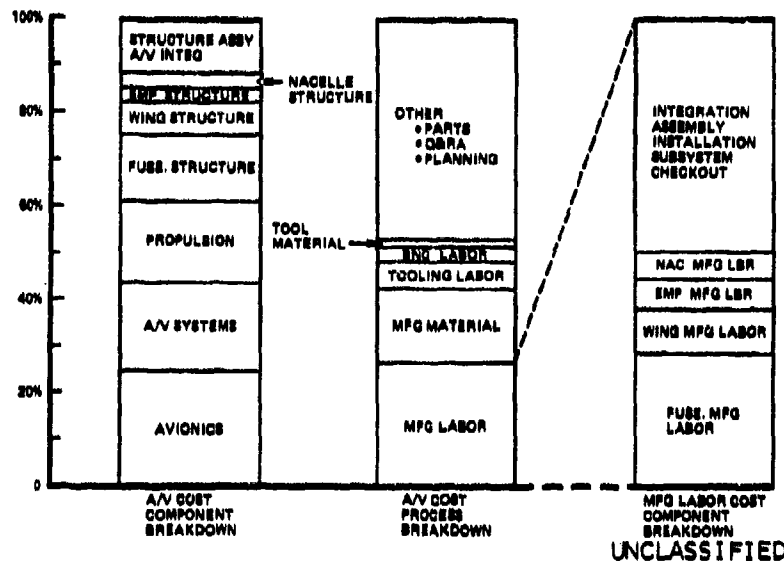 100%
80%
60%
40%
20%
0
STRUCTURE ASSY
A/V INTEG
EMP STRUCTURE
WING STRUCTURE
FUSE. STRUCTURE
PROPULSION
A/V SYSTEMS
AVIONICS
NACELLE
STRUCTURE
A/V COST
COMPONENT
BREAKDOWN
OTHER
• PARTS
• Q&RA
• PLANNING
TOOL
MATERIAL
ENG LABOR
TOOLING LABOR
MFG MATERIAL
MFG LABOR
A/V COST
PROCESS
BREAKDOWN
INTEGRATION
ASSEMBLY
INSTALLATION
SUBSYSTEM
CHECKOUT
NAC MFG LBR
EMP MFG LBR
WING MFG LABOR
FUSE. MFG
LABOR
MFG LABOR COST
COMPONENT
BREAKDOWN
UNCLASSIFIED